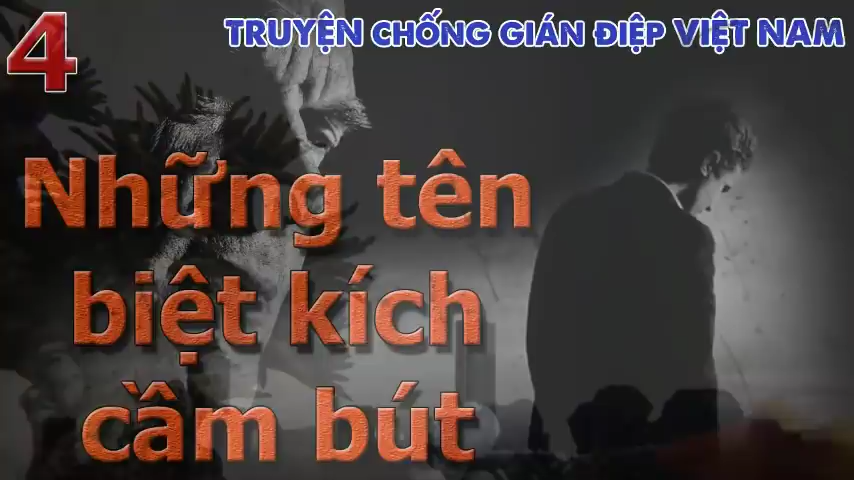 4
TRUYỆN CHỐNG GIÁN ĐIỆP VIỆT NAM
Những tên
biệt kích
cầm bút